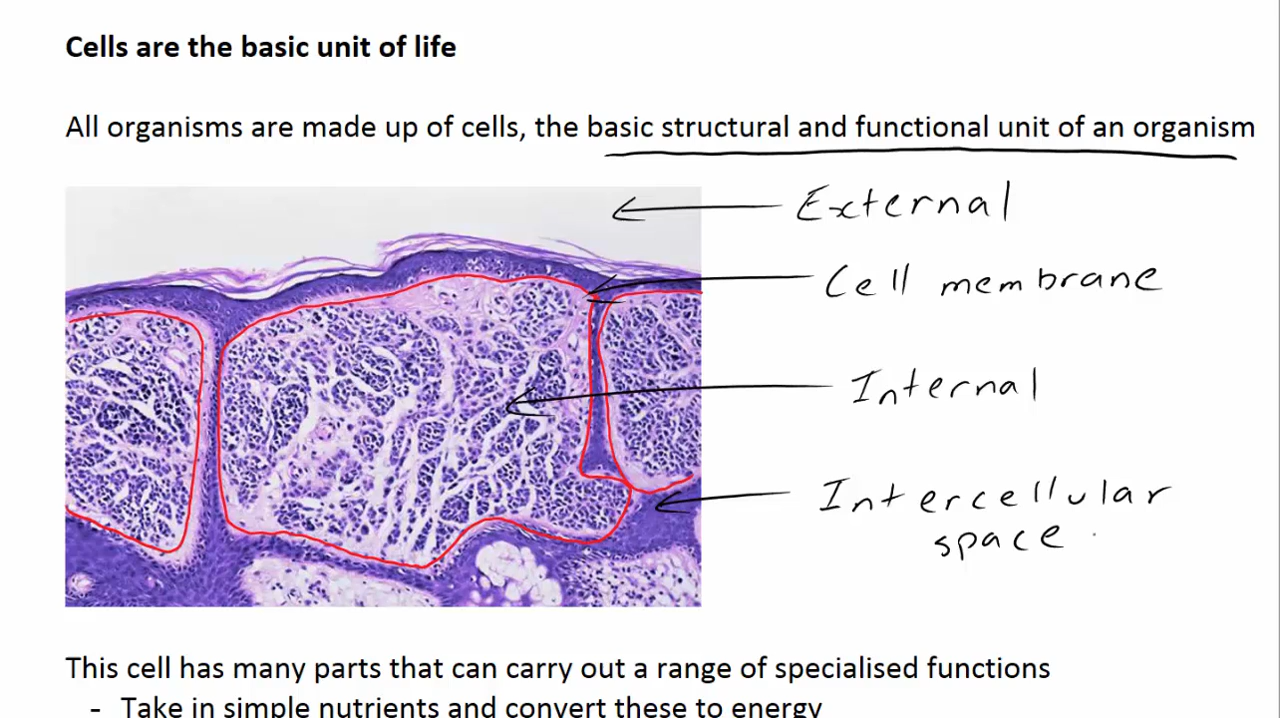 Cells are the basic unit of life
All organisms are made up of cells, the basic structural and functional unit of an organism
External
Cell membrane
Internal
Intercellular
space
This cell has many parts that can carry out a range of specialised functions
- Take in simple nutrients and convert these to energy